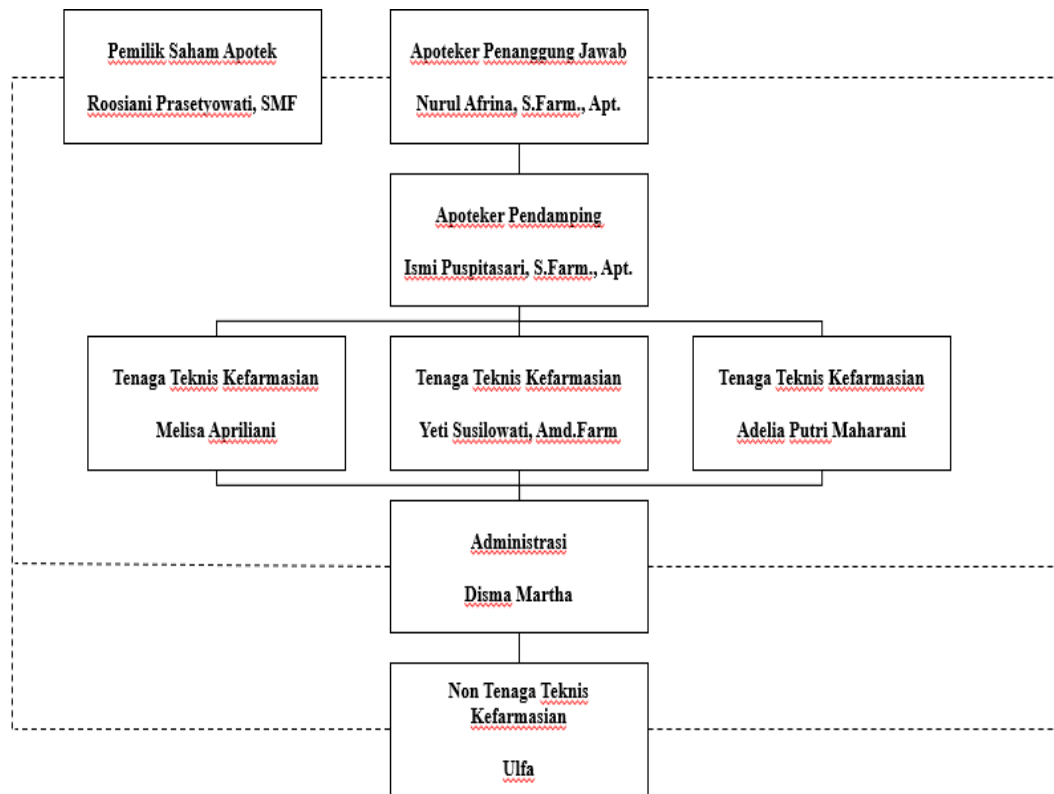 Pemilik Saham Apotek
Roosiani Prasetyowati, SMF
Apoteker Penanggung Jawab
Nurul Afrina, S.Farm., Apt.
Apoteker Pendamping
Ismi Puspitasari, S.Farm., Apt.
Tenaga Teknis Kefarmasian
Melisa Apriliani
Tenaga Teknis Kefarmasian
Yeti Susilowati, Amd.Farm
Tenaga Teknis Kefarmasian
Adelia Putri Maharani
Administrasi
Disma Martha
Non Tenaga Teknis
Kefarmasian
Ulfa